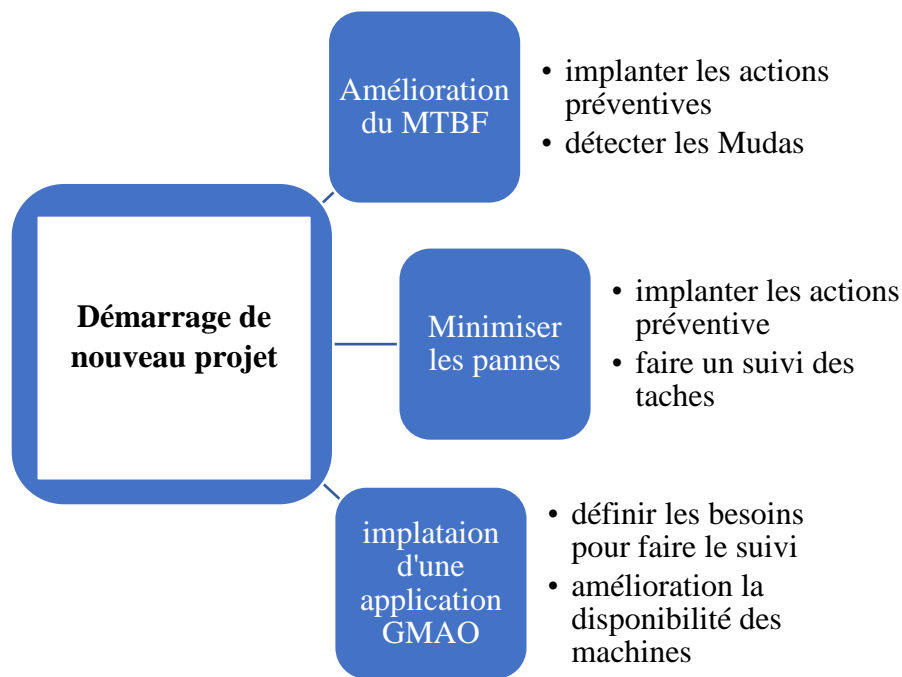 Amélioration
du MTBF
• implanter les actions
préventives
• détecter les Mudas
Démarrage de
nouveau projet
Minimiser
les pannes
• implanter les actions
préventive
• faire un suivi des
taches
implataion
d'une
application
GMAO
• définir les besoins
pour faire le suivi
• amélioration la
disponibilité des
machines